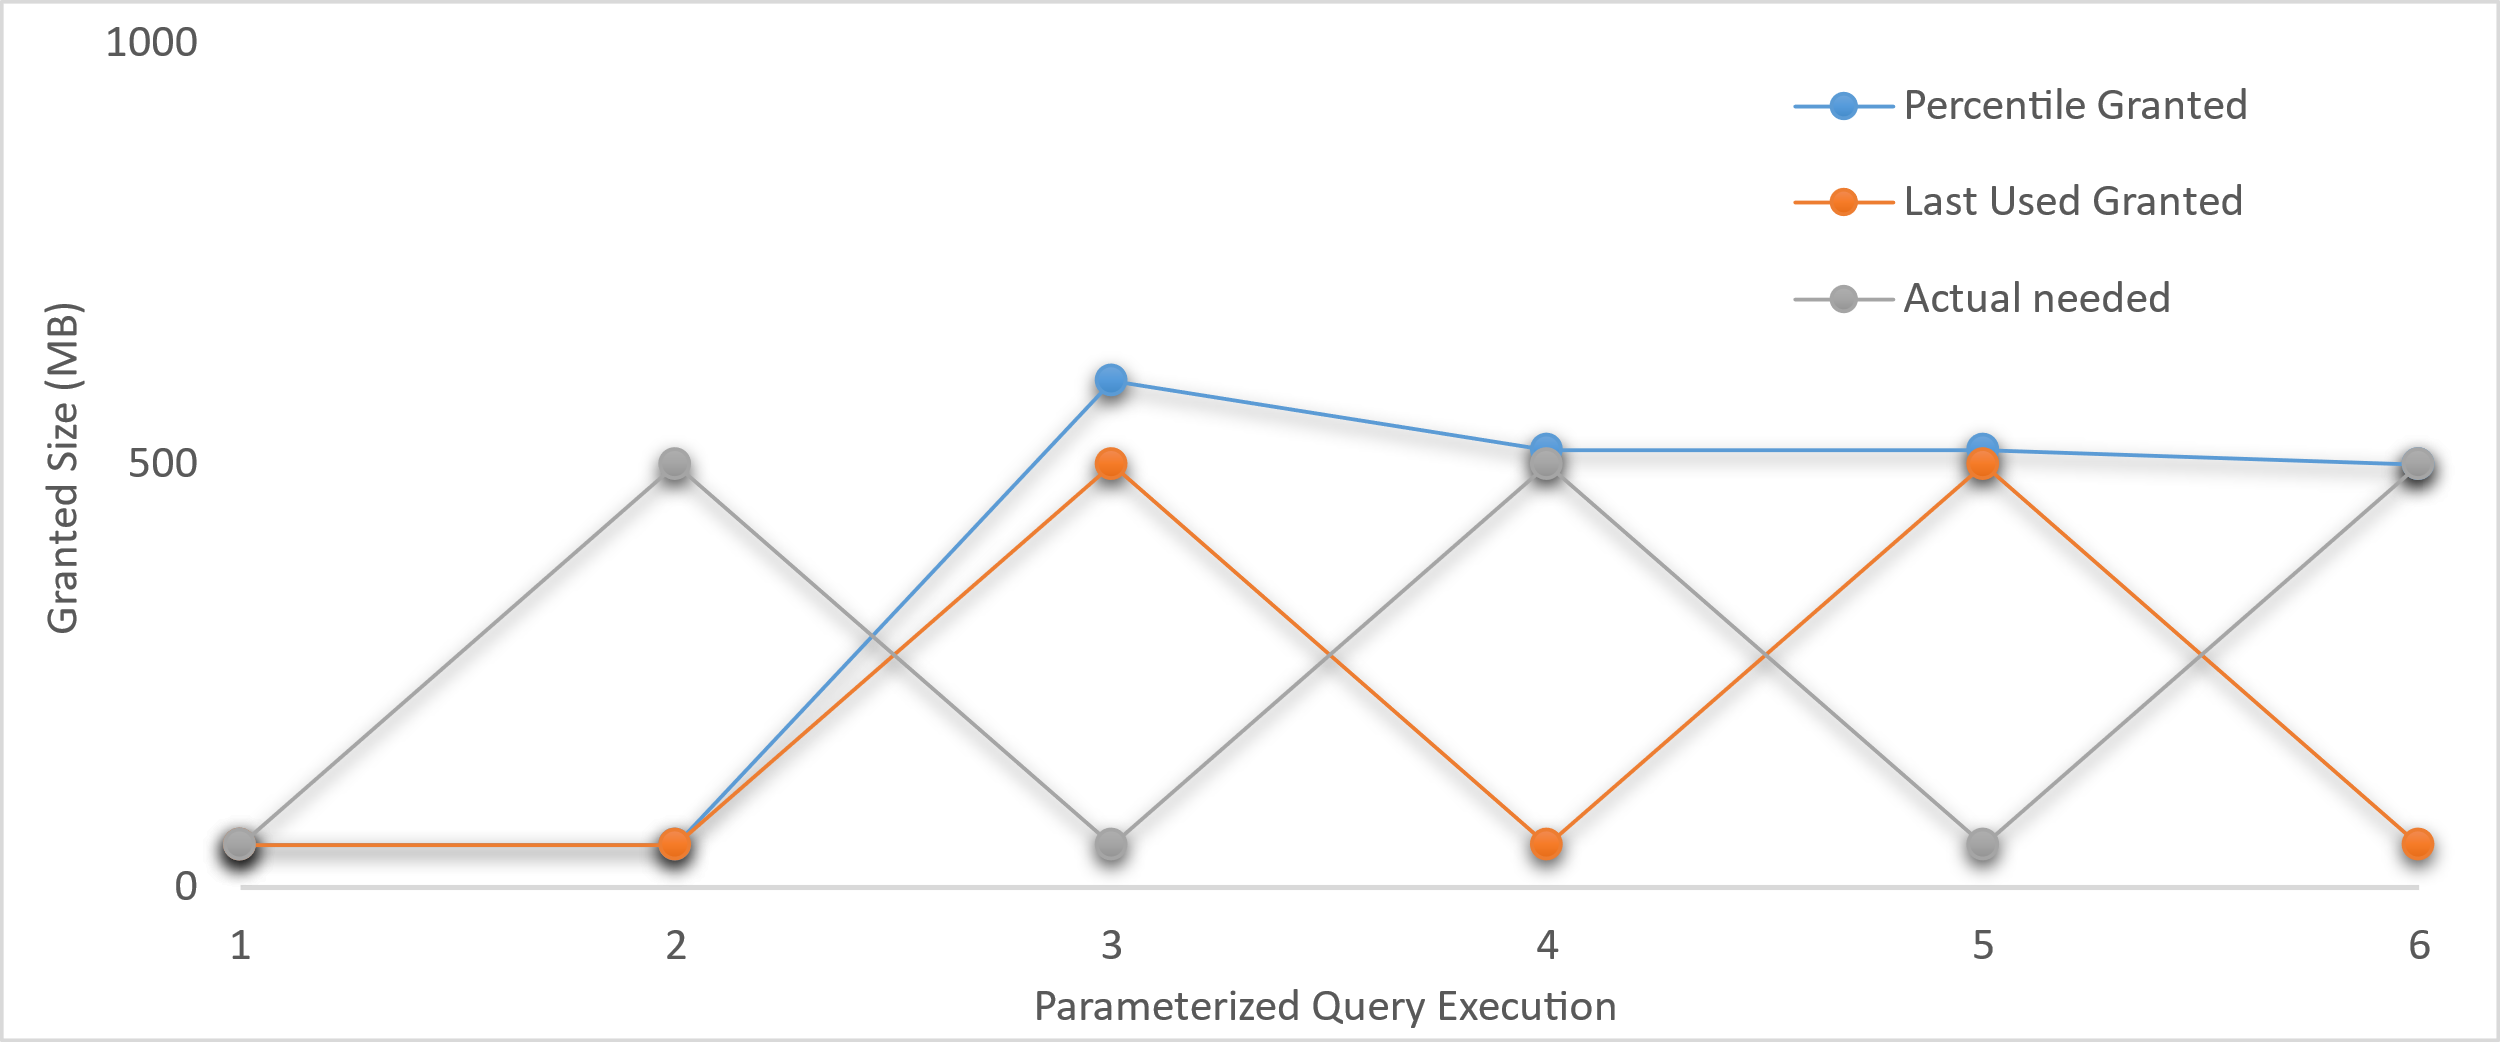 1000
500
0
Granted Size (MB)
Percentile Granted
Last Used Granted
Actual needed
1 2 3 4 5 6
Parameterized Query Execution